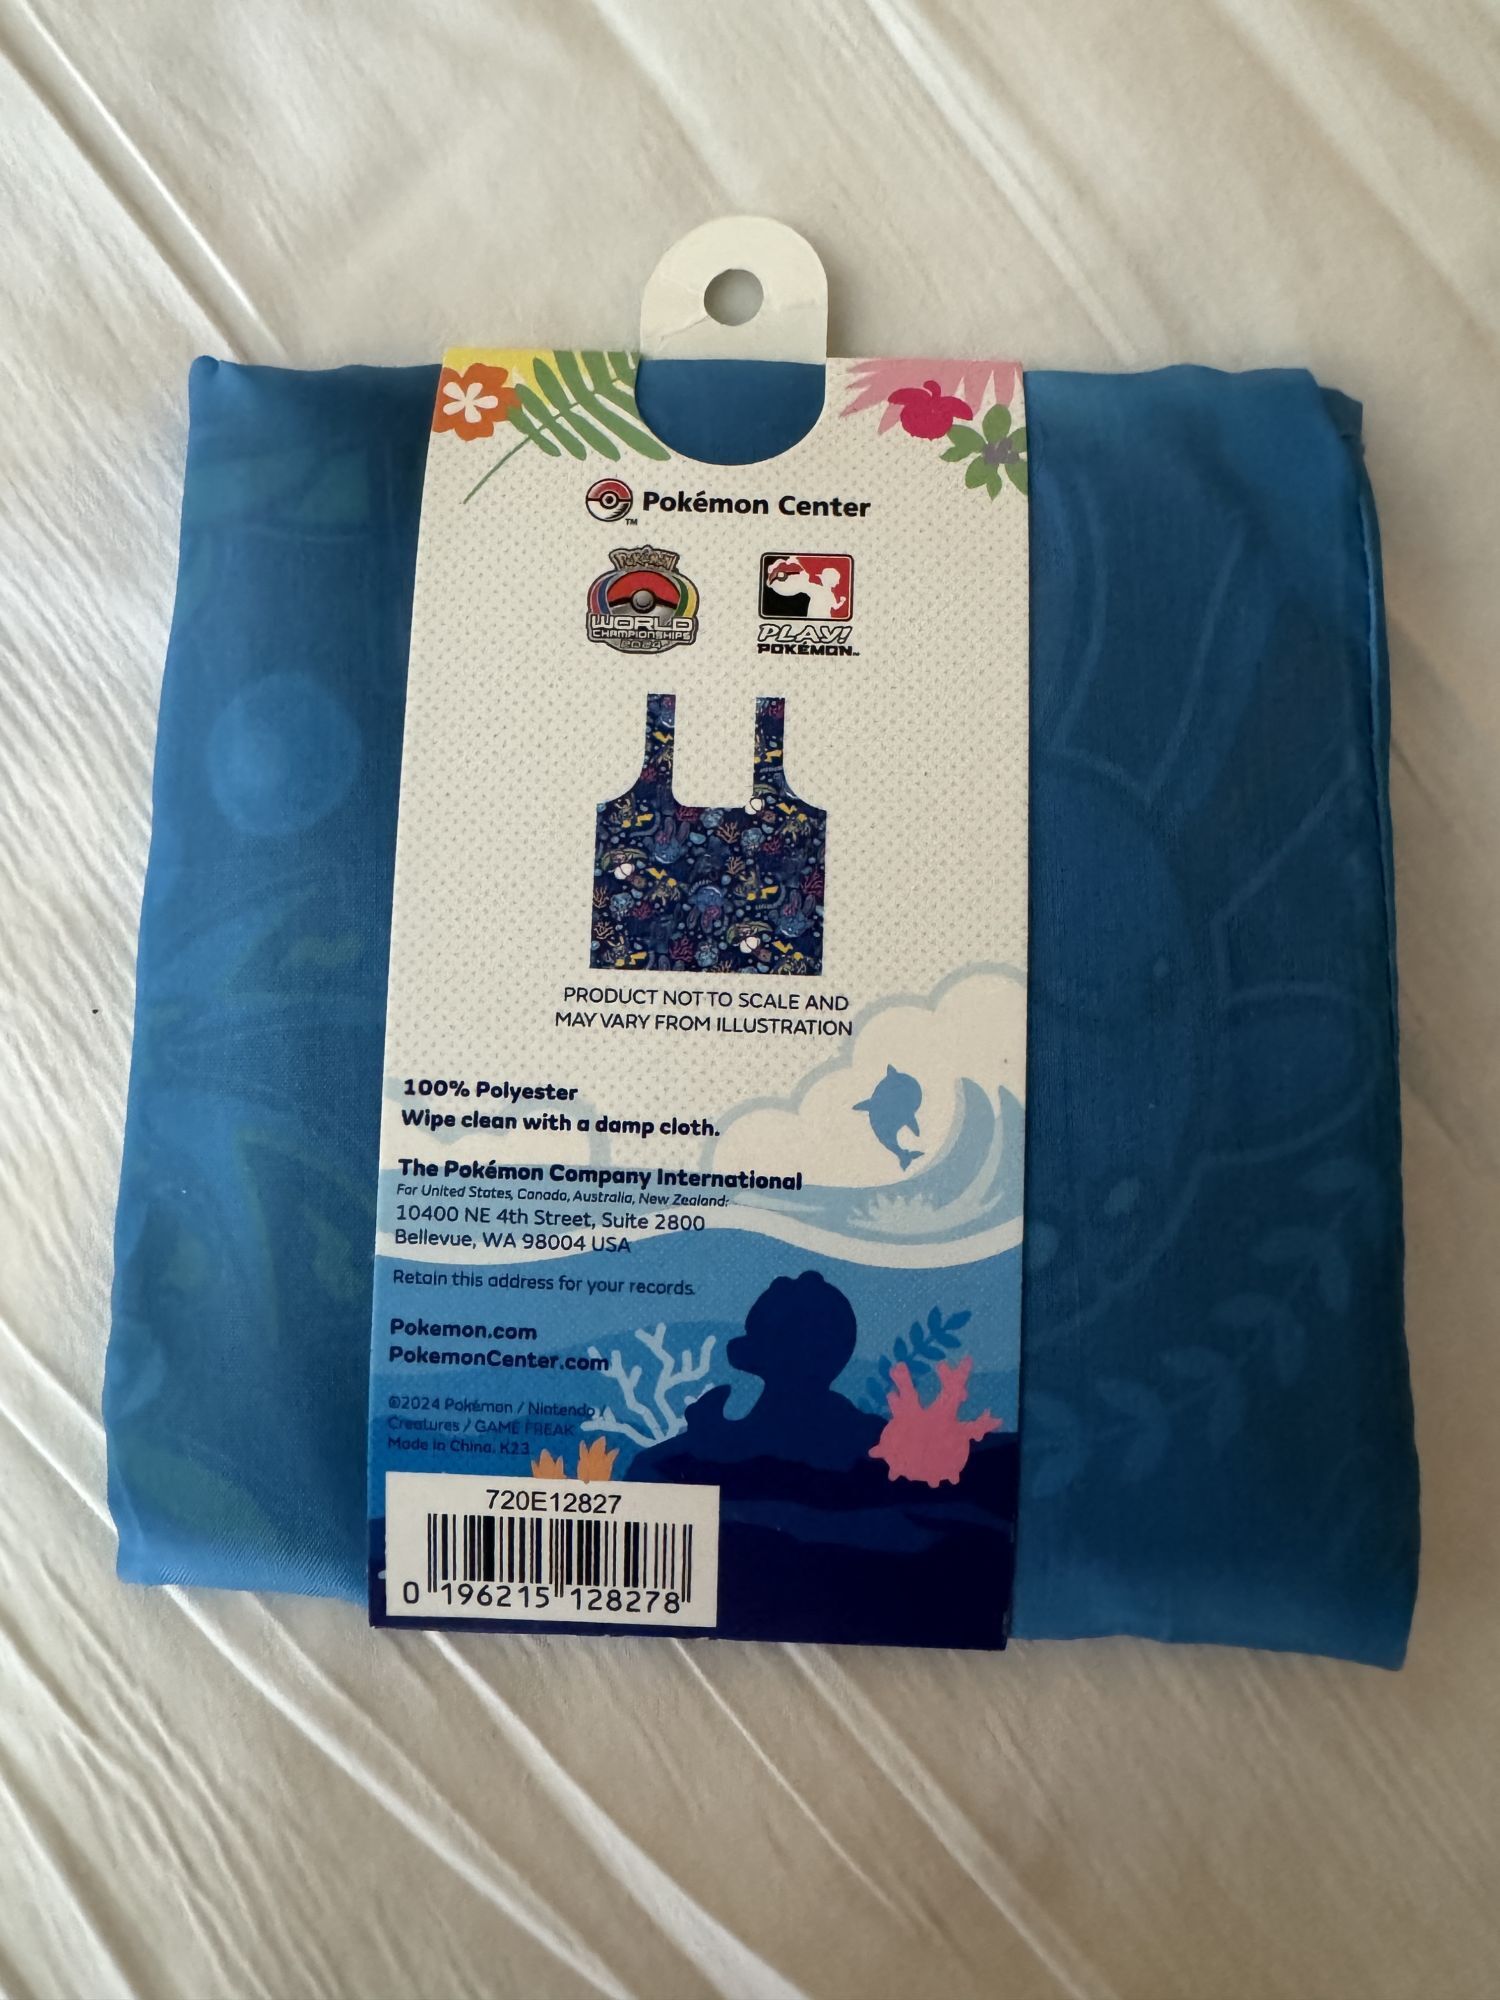 Pokémon Center
TM
POKÉMON
WORLD
CHAMPIONSHIPS
2024
PLAY!
POKÉMON™
PRODUCT NOT TO SCALE AND
MAY VARY FROM ILLUSTRATION
100% Polyester
Wipe clean with a damp cloth.
The Pokémon Company International
For United States, Canada, Australia, New Zealand:
10400 NE 4th Street, Suite 2800
Bellevue, WA 98004 USA
Retain this address for your records.
Pokemon.com
PokemonCenter.com
©2024 Pokémon / Nintendo /
Creatures / GAME FREAK
Made in China. K23
720E12827
0 196215 128278